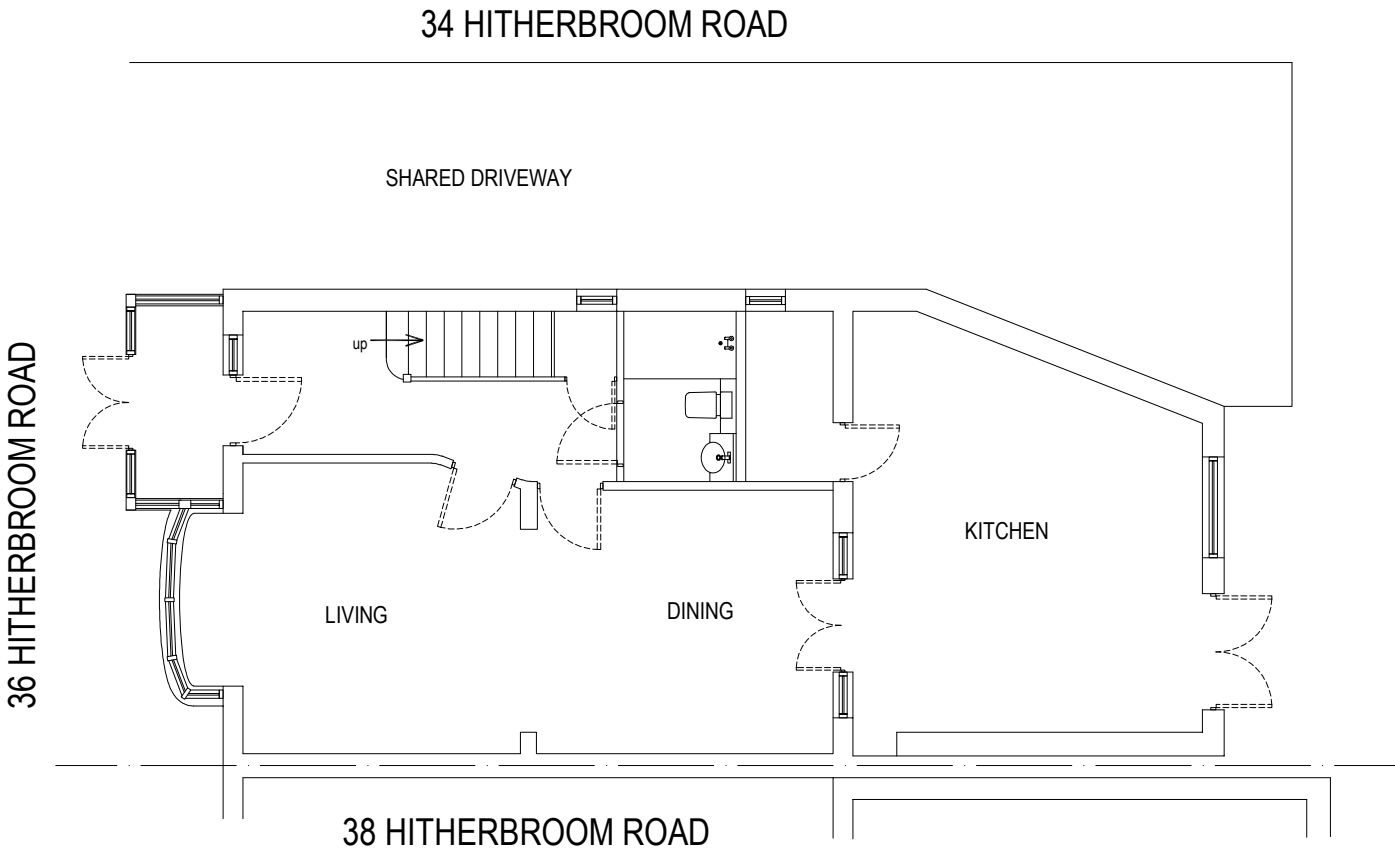 34 HITHERBROOM ROAD
SHARED DRIVEWAY
up
36 HITHERBROOM ROAD
KITCHEN
LIVING
DINING
38 HITHERBROOM ROAD